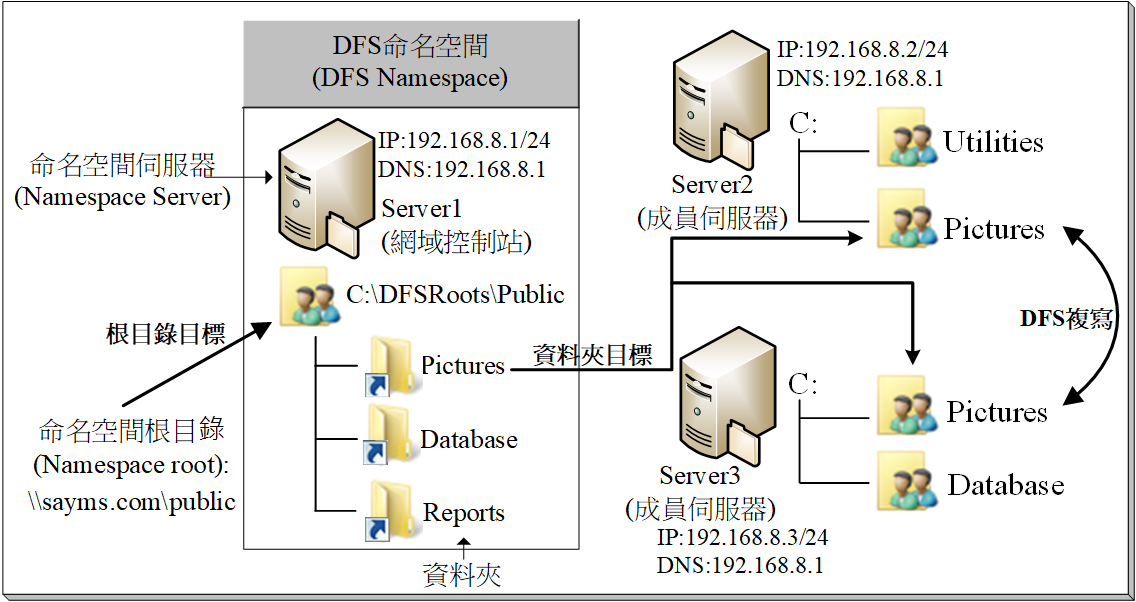 DFS命名空間
(DFS Namespace)
命名空間伺服器
(Namespace Server)
IP:192.168.8.1/24
DNS:192.168.8.1
Server1
(網域控制站)
C:\DFSRoots\Public
根目錄目標
命名空間根目錄
(Namespace root):
\\sayms.com\public
Pictures
Database
Reports
資料夾
資料夾目標
IP:192.168.8.2/24
DNS:192.168.8.1
C:
Utilities
Pictures
Server2
(成員伺服器)
DFS複寫
C:
Pictures
Database
Server3
(成員伺服器)
IP:192.168.8.3/24
DNS:192.168.8.1